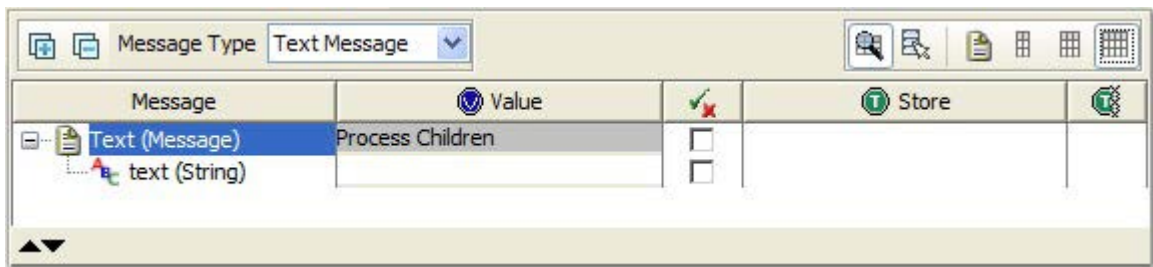 Message Type Text Message
Message Value Store
Text (Message) Process Children
text (String)